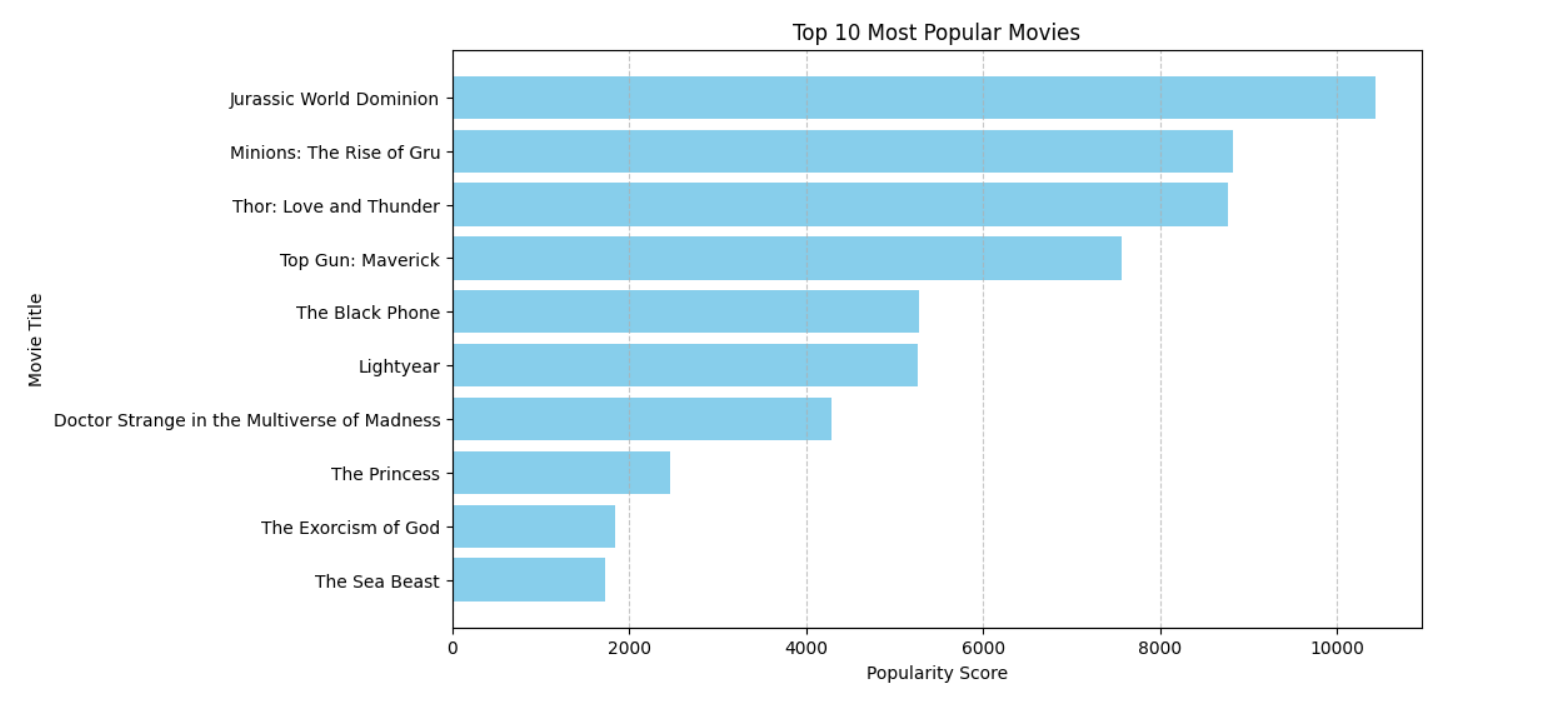 Top 10 Most Popular Movies
Movie Title
Jurassic World Dominion
Minions: The Rise of Gru
Thor: Love and Thunder
Top Gun: Maverick
The Black Phone
Lightyear
Doctor Strange in the Multiverse of Madness
The Princess
The Exorcism of God
The Sea Beast
0 2000 4000 6000 8000 10000
Popularity Score